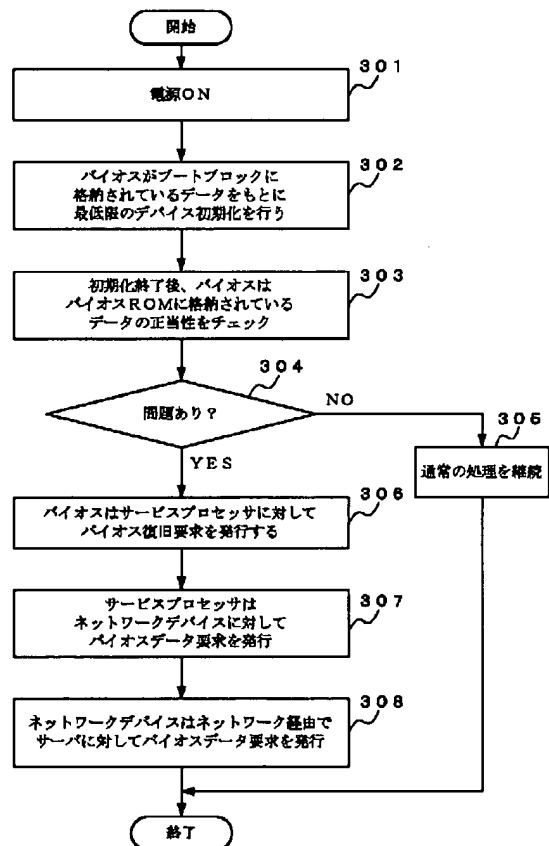 開始
301
電源ON
302
バイオスがブートブロックに
格納されているデータをもとに
最低限のデバイス初期化を行う
303
初期化終了後、バイオスは
バイオスROMに格納されている
データの正当性をチェック
304
問題あり?
NO
305
通常の処理を継続
YES
306
バイオスはサービスプロセッサに対して
バイオス復旧要求を発行する
307
サービスプロセッサは
ネットワークデバイスに対して
バイオスデータ要求を発行
308
ネットワークデバイスはネットワーク経由で
サーバに対してバイオスデータ要求を発行
終了